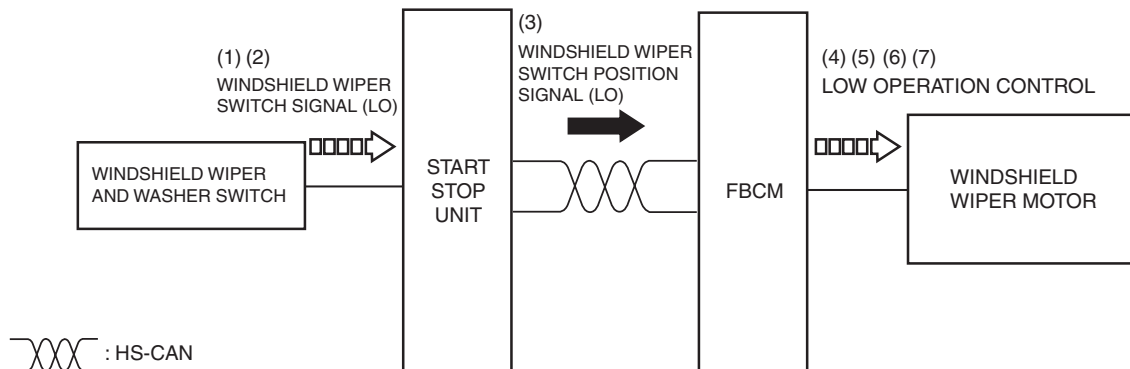 (1) (2)
WINDSHIELD WIPER
SWITCH SIGNAL (LO)
WINDSHIELD WIPER
AND WASHER SWITCH
START
STOP
UNIT
(3)
WINDSHIELD WIPER
SWITCH POSITION
SIGNAL (LO)
FBCM
(4) (5) (6) (7)
LOW OPERATION CONTROL
WINDSHIELD
WIPER MOTOR
: HS-CAN